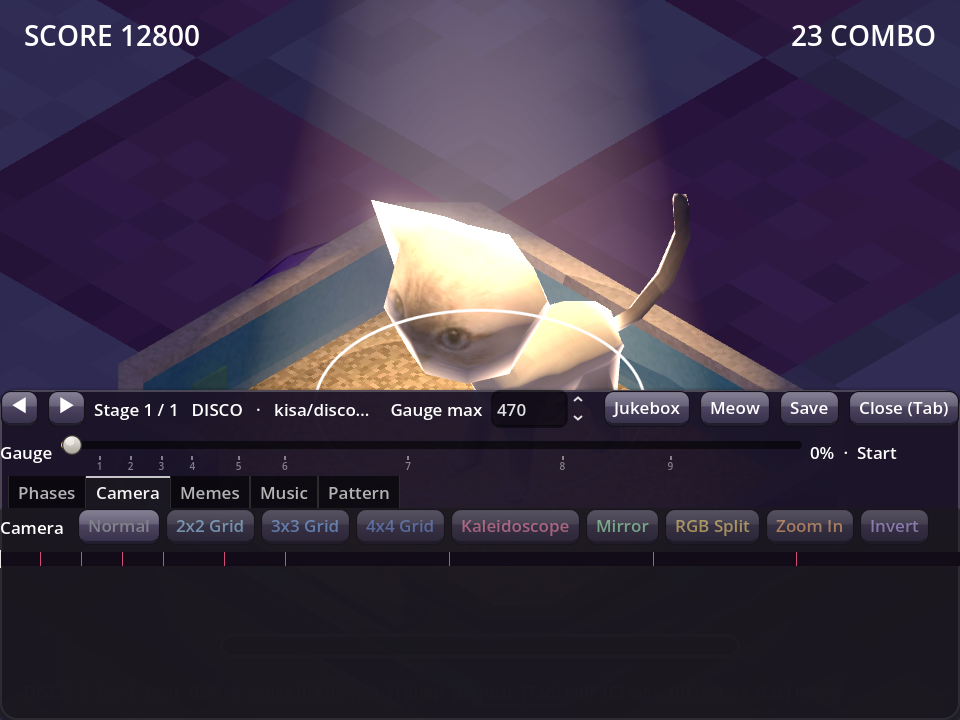 SCORE 12800
23 COMBO
Stage 1 / 1 DISCO · kisa/disco... Gauge max 470 Jukebox Meow Save Close (Tab)
Gauge 0% · Start
1 2 3 4 5 6 7 8 9
Phases Camera Memes Music Pattern
Camera Normal 2x2 Grid 3x3 Grid 4x4 Grid Kaleidoscope Mirror RGB Split Zoom In Invert